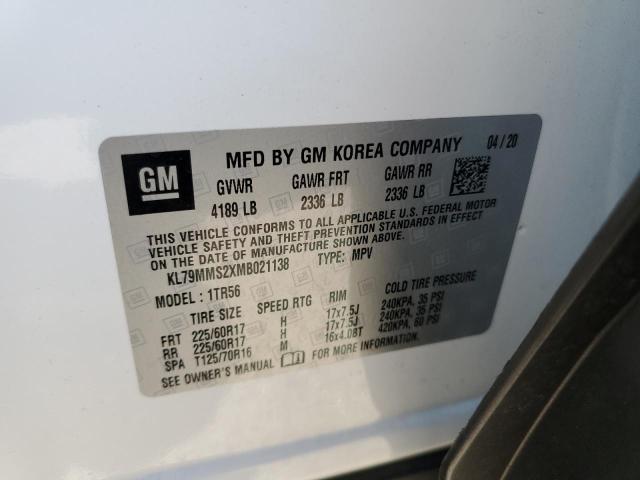 GM
MFD BY GM KOREA COMPANY 04/20
GVWR GAWR FRT GAWR RR
4189 LB 2336 LB 2336 LB
THIS VEHICLE CONFORMS TO ALL APPLICABLE U.S. FEDERAL MOTOR
VEHICLE SAFETY AND THEFT PREVENTION STANDARDS IN EFFECT
ON THE DATE OF MANUFACTURE SHOWN ABOVE.
KL79MMS2XMB021138 TYPE: MPV
MODEL: 1TR56
TIRE SIZE SPEED RTG RIM COLD TIRE PRESSURE
FRT 225/60R17 H 17x7.5J 240KPA, 35 PSI
RR 225/60R17 H 17x7.5J 240KPA, 35 PSI
SPA T125/70R16 M 16x4.08T 420KPA, 60 PSI
SEE OWNER'S MANUAL FOR MORE INFORMATION